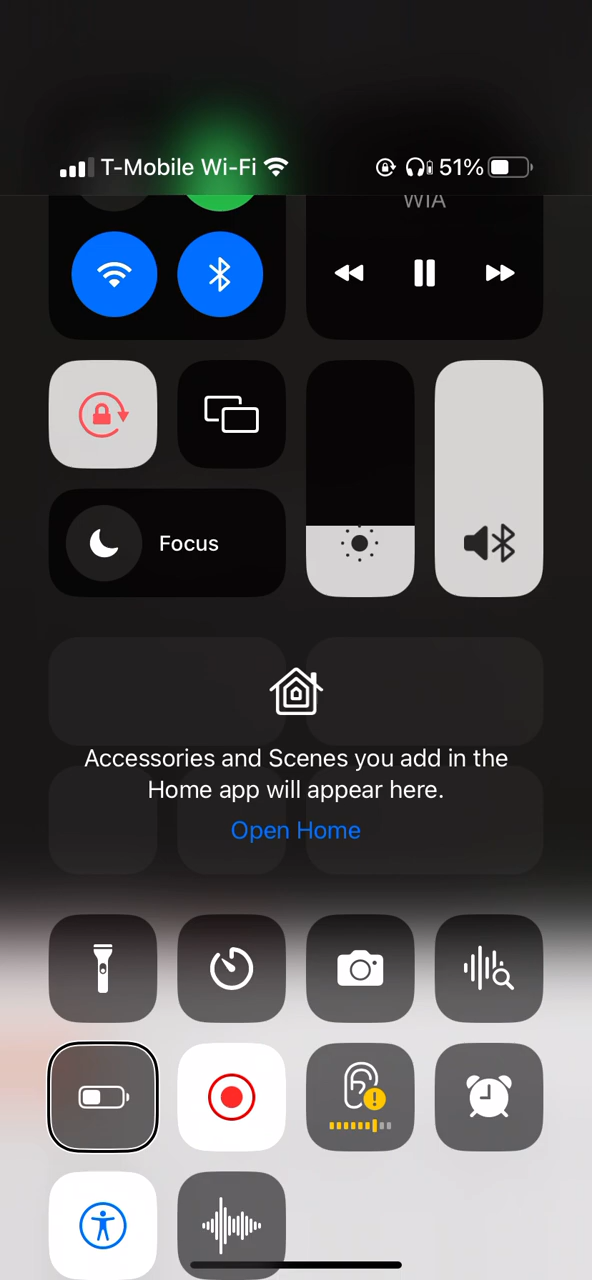 T-Mobile Wi-Fi 51%
WIA
Focus
Accessories and Scenes you add in the
Home app will appear here.
Open Home